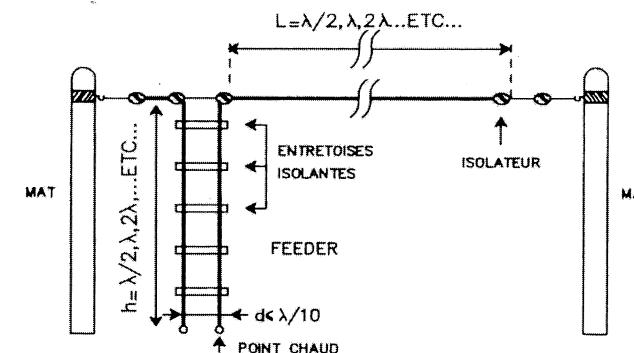 L=λ/2,λ,2λ...ETC...
MAT
h=λ/2,λ,2λ,...ETC...
ENTRETOISES
ISOLANTES
ISOLATEUR
FEEDER
d≤ λ/10
POINT CHAUD